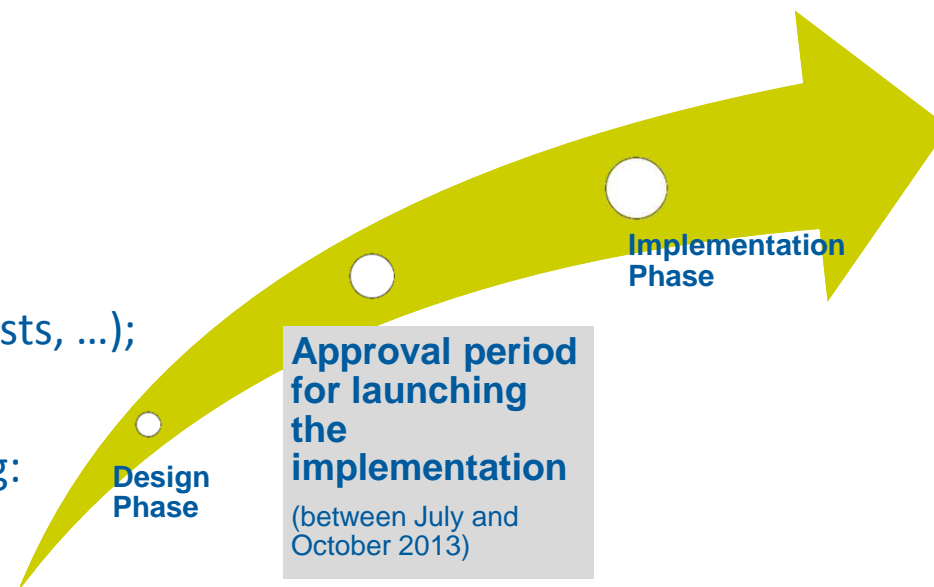 Implementation
Phase
sts, ...);
Approval period
for launching
the
implementation
g:
Design
Phase
(between July and
October 2013)